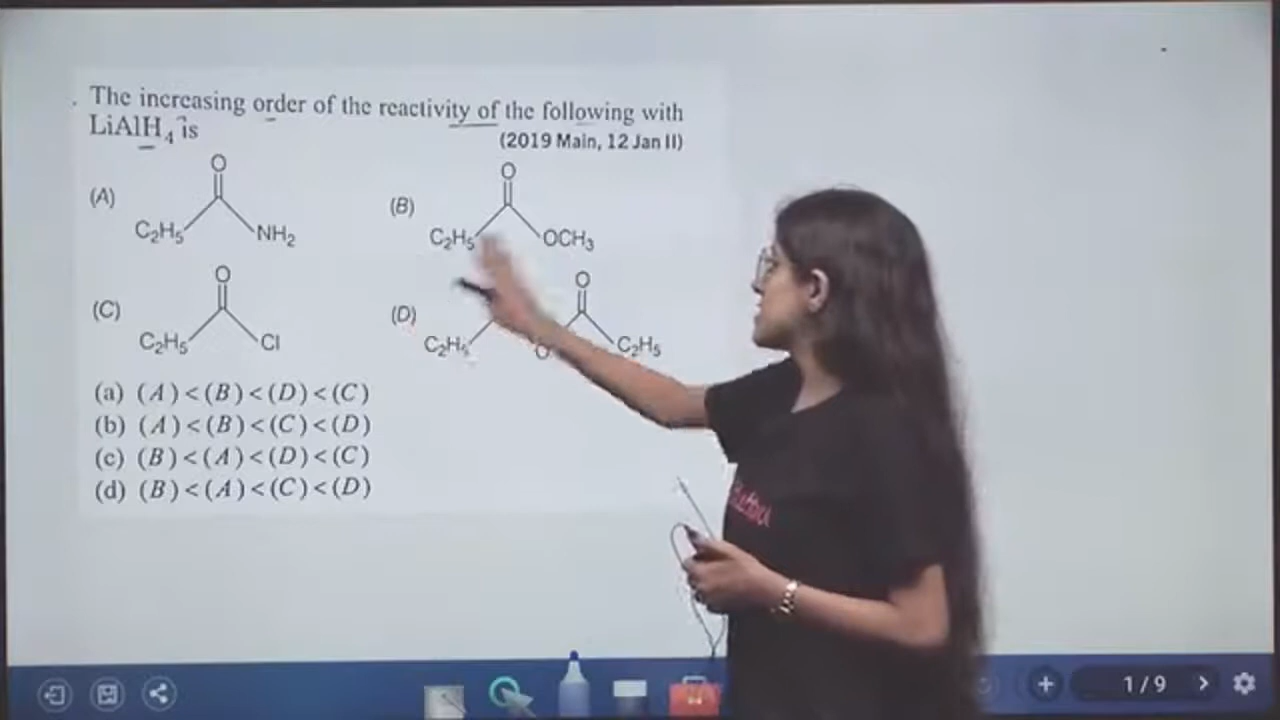 The increasing order of the reactivity of the following with
LiAlH₄ is
(2019 Main, 12 Jan II)
(A) O C₂H₅ NH₂
(B) O C₂H₅ OCH₃
(C) O C₂H₅ Cl
(D) O C₂H₅ O C₂H₅
(a) (A)<(B)<(D)<(C)
(b) (A)<(B)<(C)<(D)
(c) (B)<(A)<(D)<(C)
(d) (B)<(A)<(C)<(D)
1/9